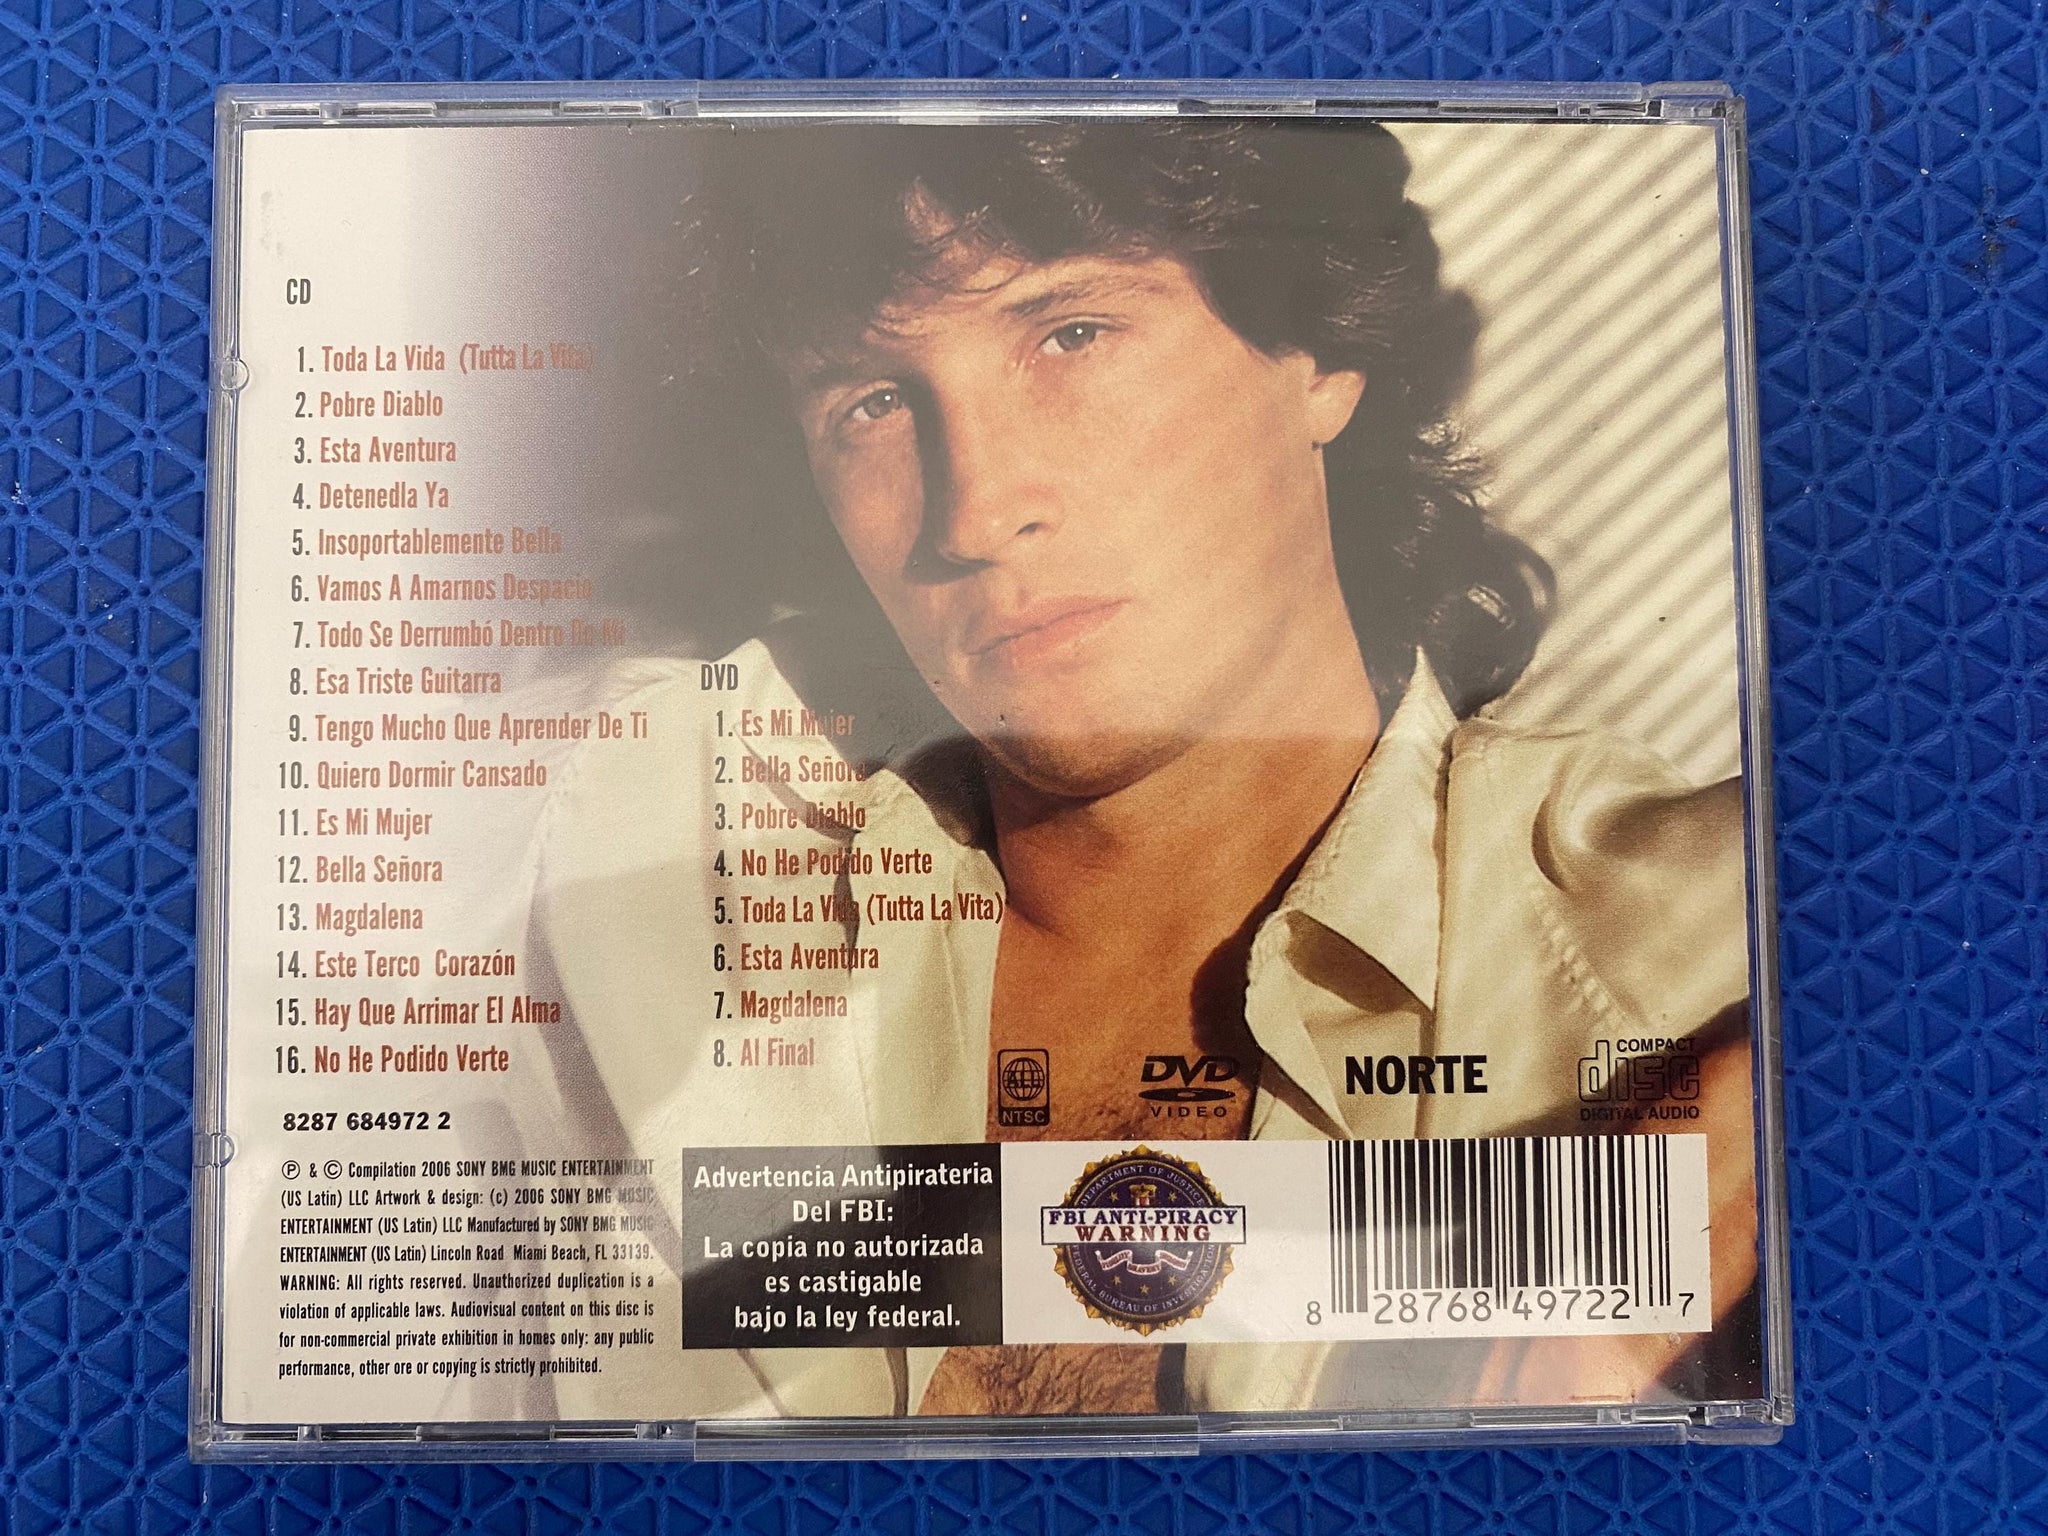 CD
1. Toda La Vida (Tutta La Vita)
2. Pobre Diablo
3. Esta Aventura
4. Detenedla Ya
5. Insoportablemente Bella
6. Vamos A Amarnos Despacio
7. Todo Se Derrumbó Dentro De Mi
8. Esa Triste Guitarra
9. Tengo Mucho Que Aprender De Ti
10. Quiero Dormir Cansado
11. Es Mi Mujer
12. Bella Señora
13. Magdalena
14. Este Terco Corazón
15. Hay Que Arrimar El Alma
16. No He Podido Verte
DVD
1. Es Mi Mujer
2. Bella Señora
3. Pobre Diablo
4. No He Podido Verte
5. Toda La Vida (Tutta La Vita)
6. Esta Aventura
7. Magdalena
8. Al Final
8287 684972 2
℗ & © Compilation 2006 SONY BMG MUSIC ENTERTAINMENT
(US Latin) LLC Artwork & design: (c) 2006 SONY BMG MUSIC
ENTERTAINMENT (US Latin) LLC Manufactured by SONY BMG MUSIC
ENTERTAINMENT (US Latin) Lincoln Road Miami Beach, FL 33139.
WARNING: All rights reserved. Unauthorized duplication is a
violation of applicable laws. Audiovisual content on this disc is
for non-commercial private exhibition in homes only: any public
performance, other ore or copying is strictly prohibited.
ALL
NTSC
DVD
VIDEO
NORTE
COMPACT
disc
DIGITAL AUDIO
Advertencia Antipirateria
Del FBI:
La copia no autorizada
es castigable
bajo la ley federal.
DEPARTMENT OF JUSTICE
FBI ANTI-PIRACY
WARNING
FEDERAL BUREAU OF INVESTIGATION
8 28768 49722 7